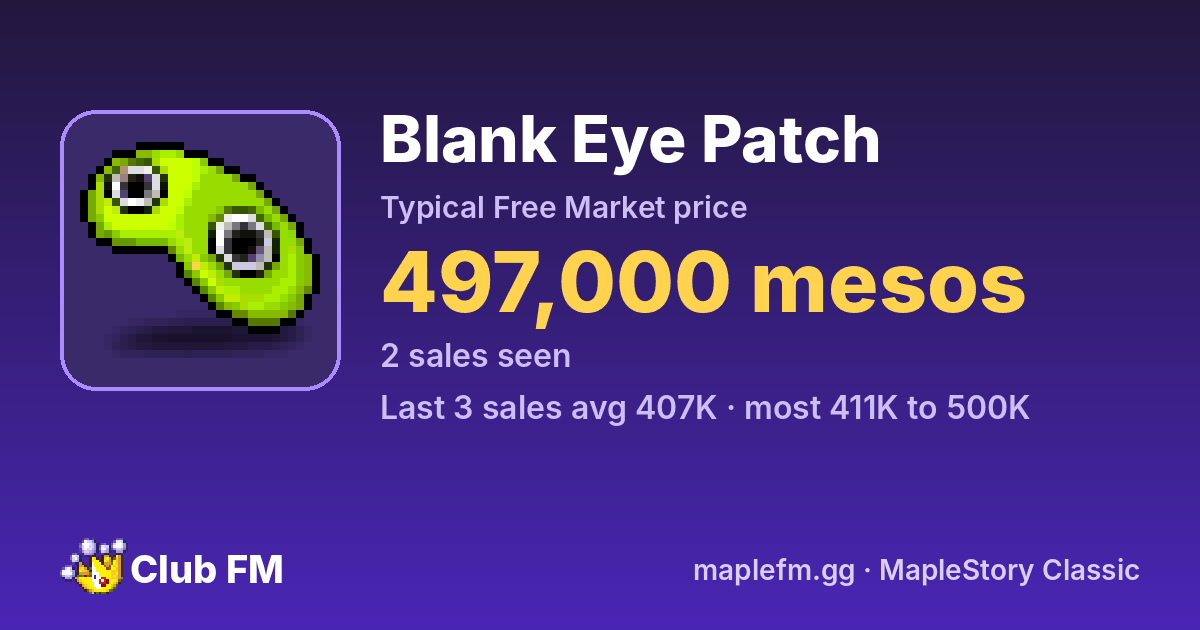 Blank Eye Patch
Typical Free Market price
497,000 mesos
2 sales seen
Last 3 sales avg 407K · most 411K to 500K
Club FM
maplefm.gg · MapleStory Classic